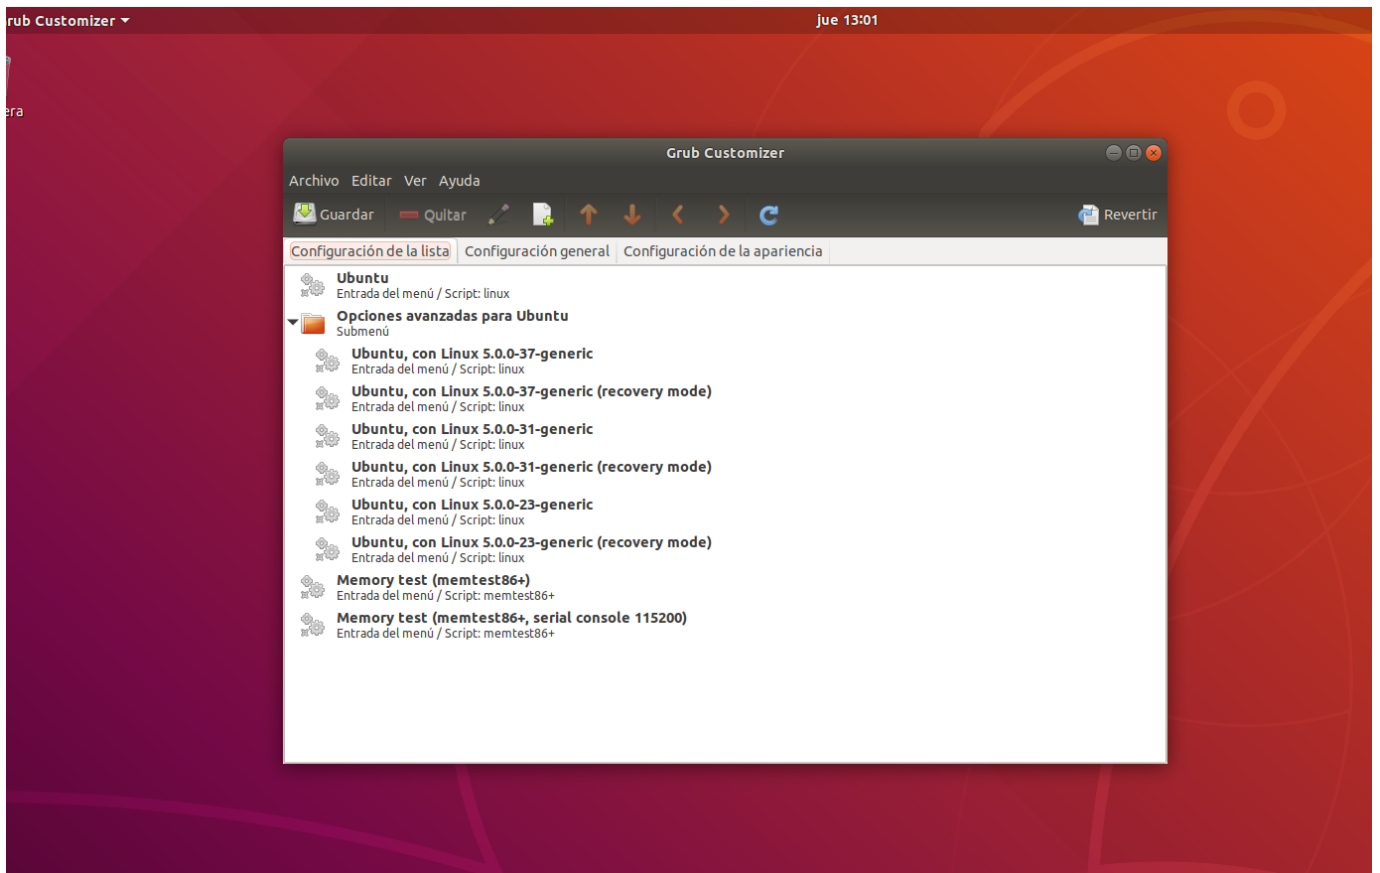 rub Customizer
jue 13:01
era
Grub Customizer
Archivo Editar Ver Ayuda
Guardar Quitar Revertir
Configuración de la lista Configuración general Configuración de la apariencia
Ubuntu
Entrada del menú / Script: linux
Opciones avanzadas para Ubuntu
Submenú
Ubuntu, con Linux 5.0.0-37-generic
Entrada del menú / Script: linux
Ubuntu, con Linux 5.0.0-37-generic (recovery mode)
Entrada del menú / Script: linux
Ubuntu, con Linux 5.0.0-31-generic
Entrada del menú / Script: linux
Ubuntu, con Linux 5.0.0-31-generic (recovery mode)
Entrada del menú / Script: linux
Ubuntu, con Linux 5.0.0-23-generic
Entrada del menú / Script: linux
Ubuntu, con Linux 5.0.0-23-generic (recovery mode)
Entrada del menú / Script: linux
Memory test (memtest86+)
Entrada del menú / Script: memtest86+
Memory test (memtest86+, serial console 115200)
Entrada del menú / Script: memtest86+